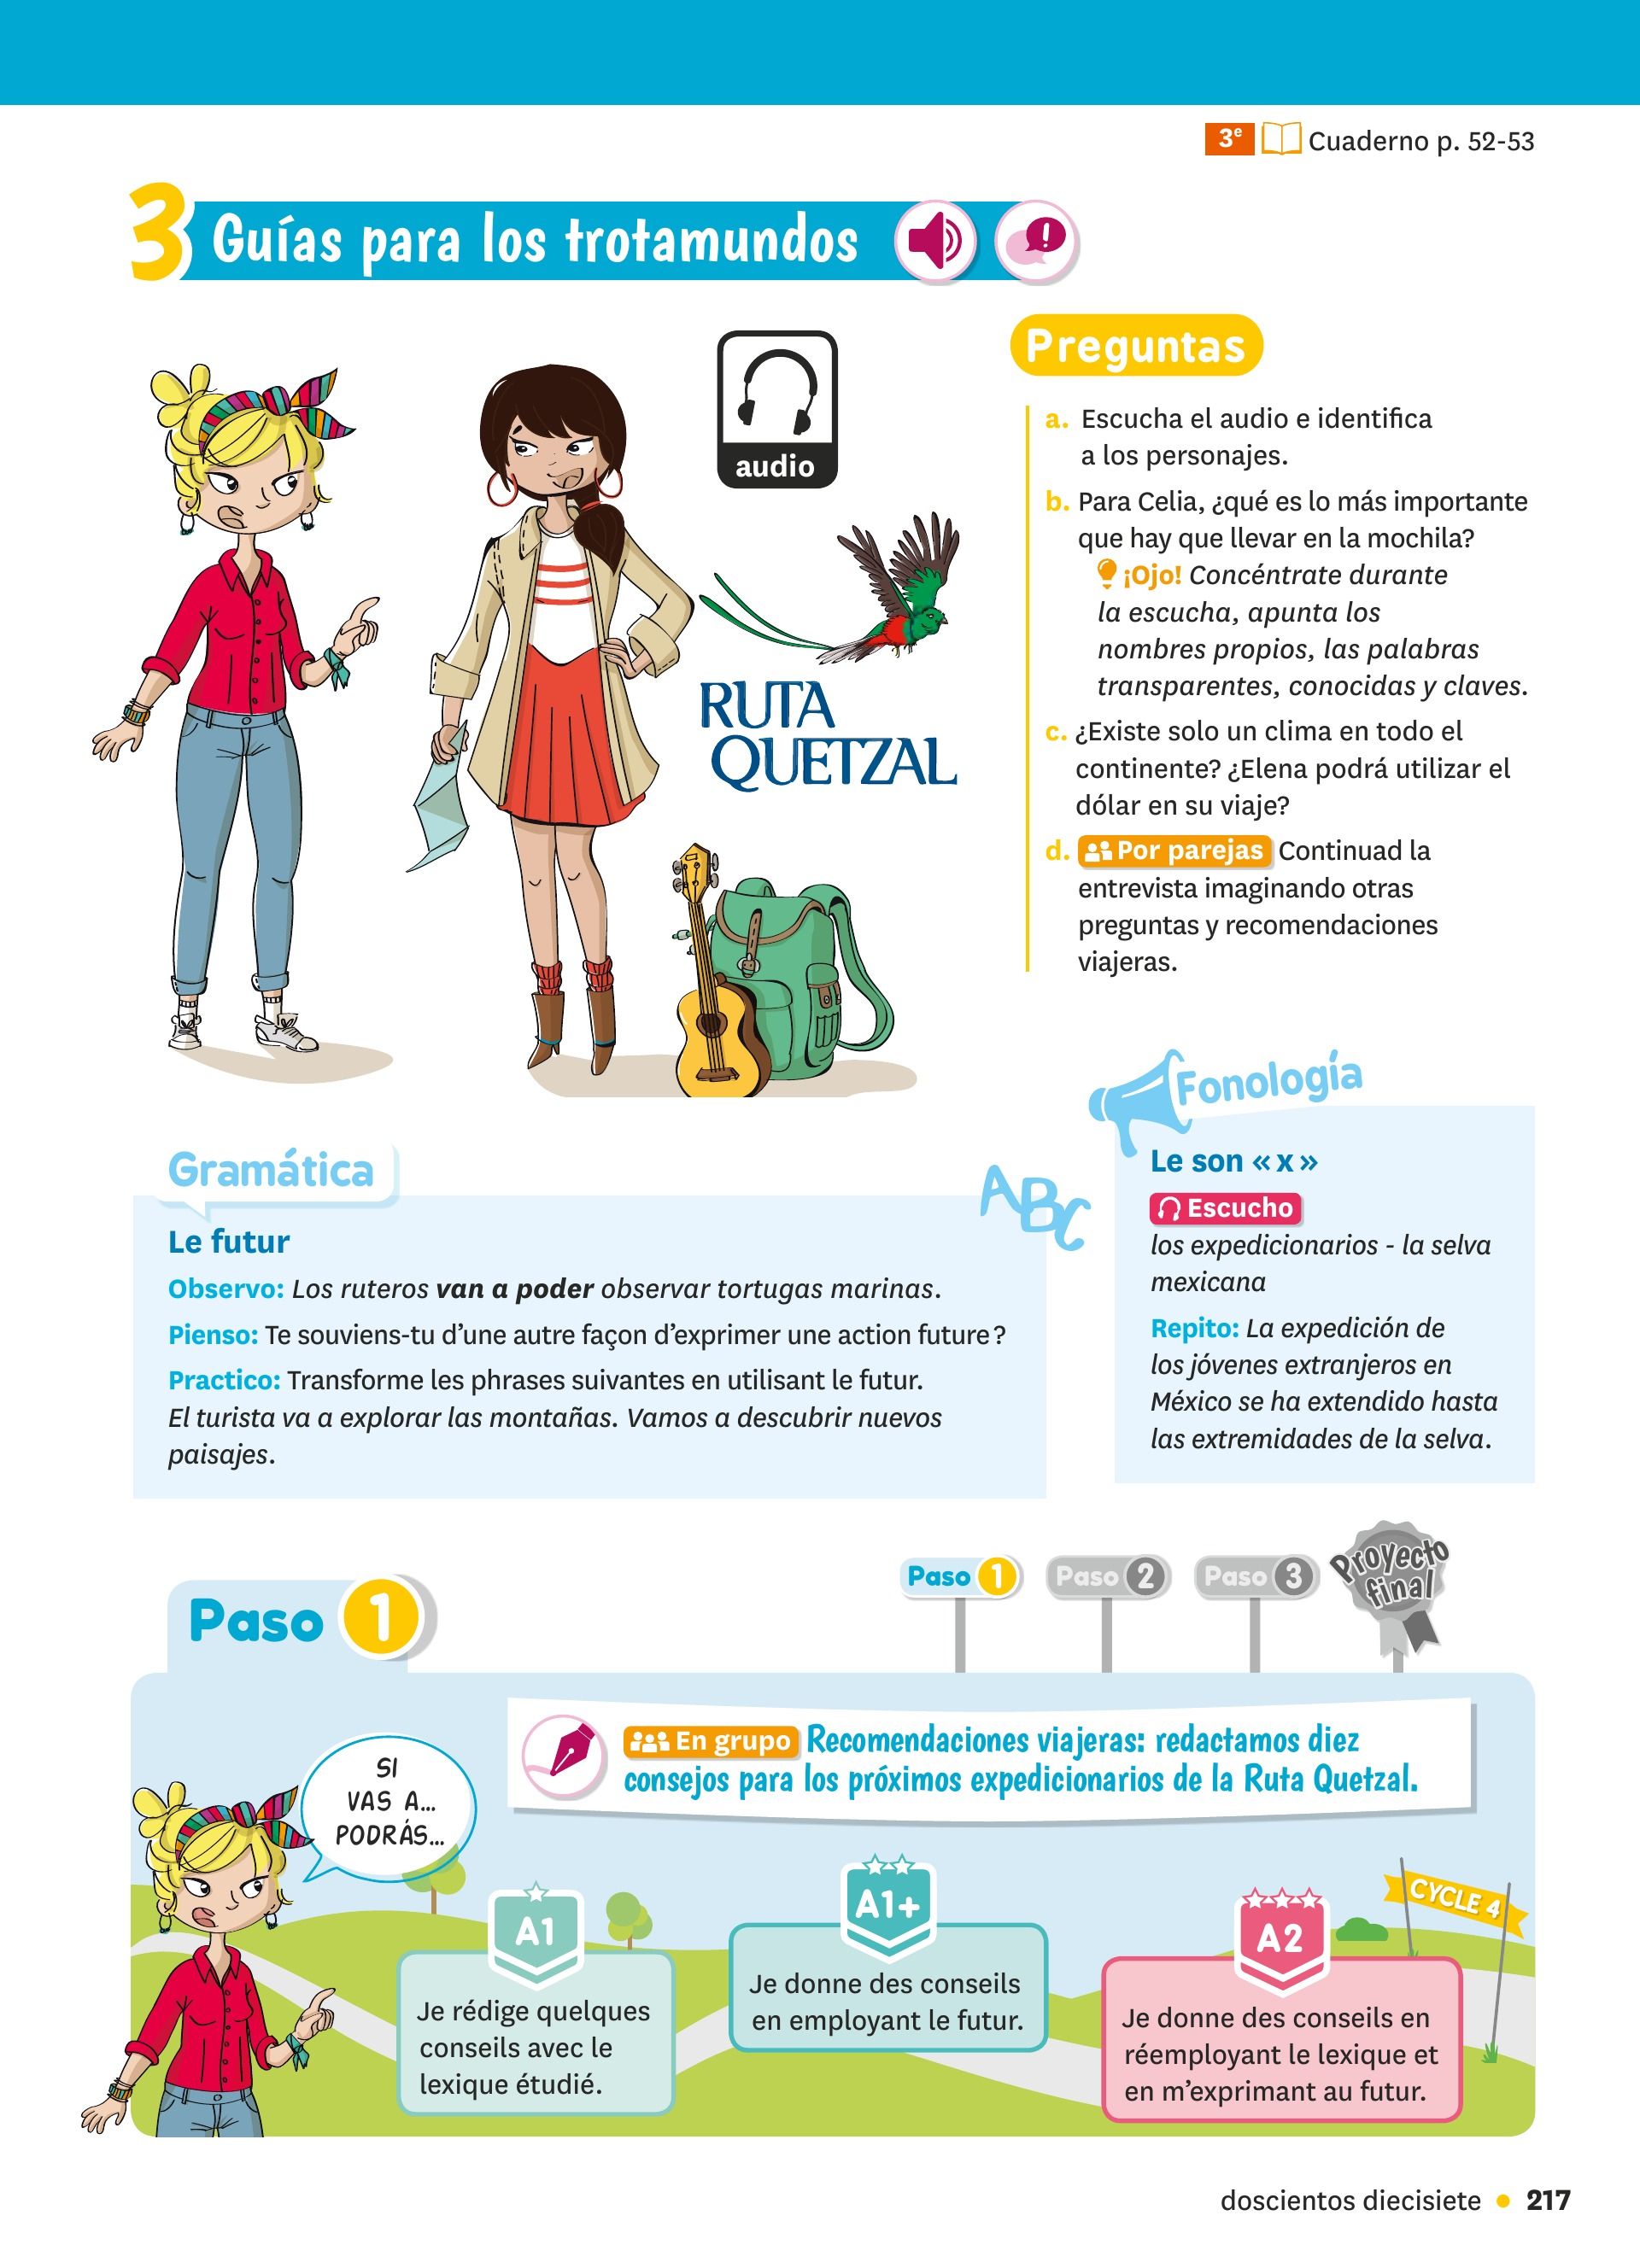 3e Cuaderno p. 52-53
3 Guías para los trotamundos
audio
RUTA
QUETZAL
Preguntas
a. Escucha el audio e identifica
a los personajes.
b. Para Celia, ¿qué es lo más importante
que hay que llevar en la mochila?
¡Ojo! Concéntrate durante
la escucha, apunta los
nombres propios, las palabras
transparentes, conocidas y claves.
c. ¿Existe solo un clima en todo el
continente? ¿Elena podrá utilizar el
dólar en su viaje?
d. Por parejas Continuad la
entrevista imaginando otras
preguntas y recomendaciones
viajeras.
Gramática
ABC
Le futur
Observo: Los ruteros van a poder observar tortugas marinas.
Pienso: Te souviens-tu d'une autre façon d'exprimer une action future ?
Practico: Transforme les phrases suivantes en utilisant le futur.
El turista va a explorar las montañas. Vamos a descubrir nuevos
paisajes.
Fonología
Le son « x »
Escucho
los expedicionarios - la selva
mexicana
Repito: La expedición de
los jóvenes extranjeros en
México se ha extendido hasta
las extremidades de la selva.
Paso 1
Paso 1 Paso 2 Paso 3 Proyecto
final
En grupo Recomendaciones viajeras: redactamos diez
consejos para los próximos expedicionarios de la Ruta Quetzal.
SI
VAS A...
PODRÁS...
A1
Je rédige quelques
conseils avec le
lexique étudié.
A1+
Je donne des conseils
en employant le futur.
A2
Je donne des conseils en
réemployant le lexique et
en m'exprimant au futur.
CYCLE 4
doscientos diecisiete • 217